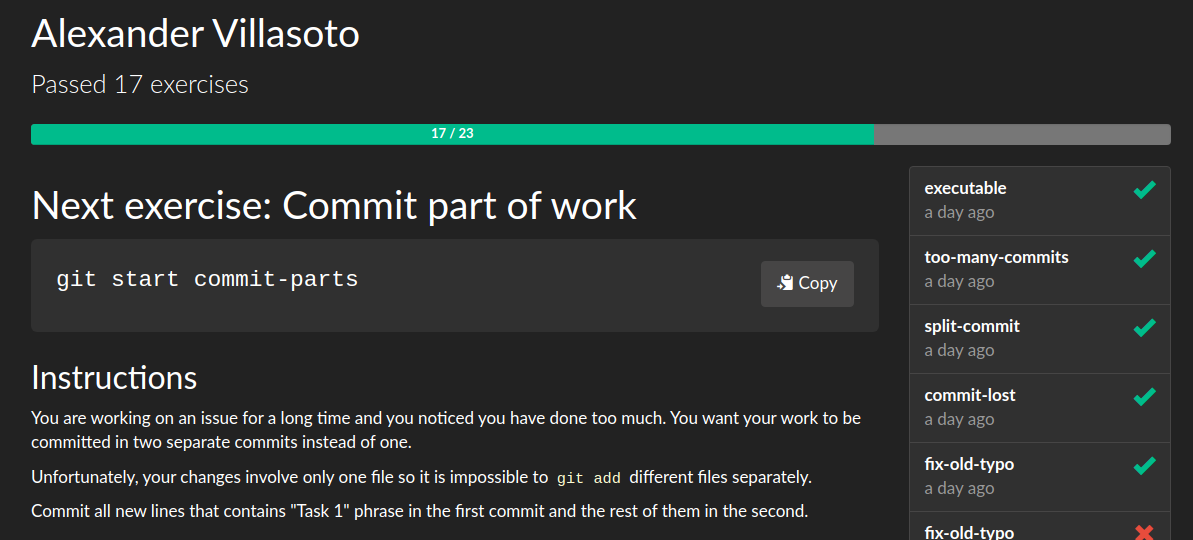 Alexander Villasoto
Passed 17 exercises
17 / 23
Next exercise: Commit part of work
git start commit-parts
Copy
Instructions
You are working on an issue for a long time and you noticed you have done too much. You want your work to be
committed in two separate commits instead of one.
Unfortunately, your changes involve only one file so it is impossible to git add different files separately.
Commit all new lines that contains "Task 1" phrase in the first commit and the rest of them in the second.
executable
a day ago
too-many-commits
a day ago
split-commit
a day ago
commit-lost
a day ago
fix-old-typo
a day ago
fix-old-typo